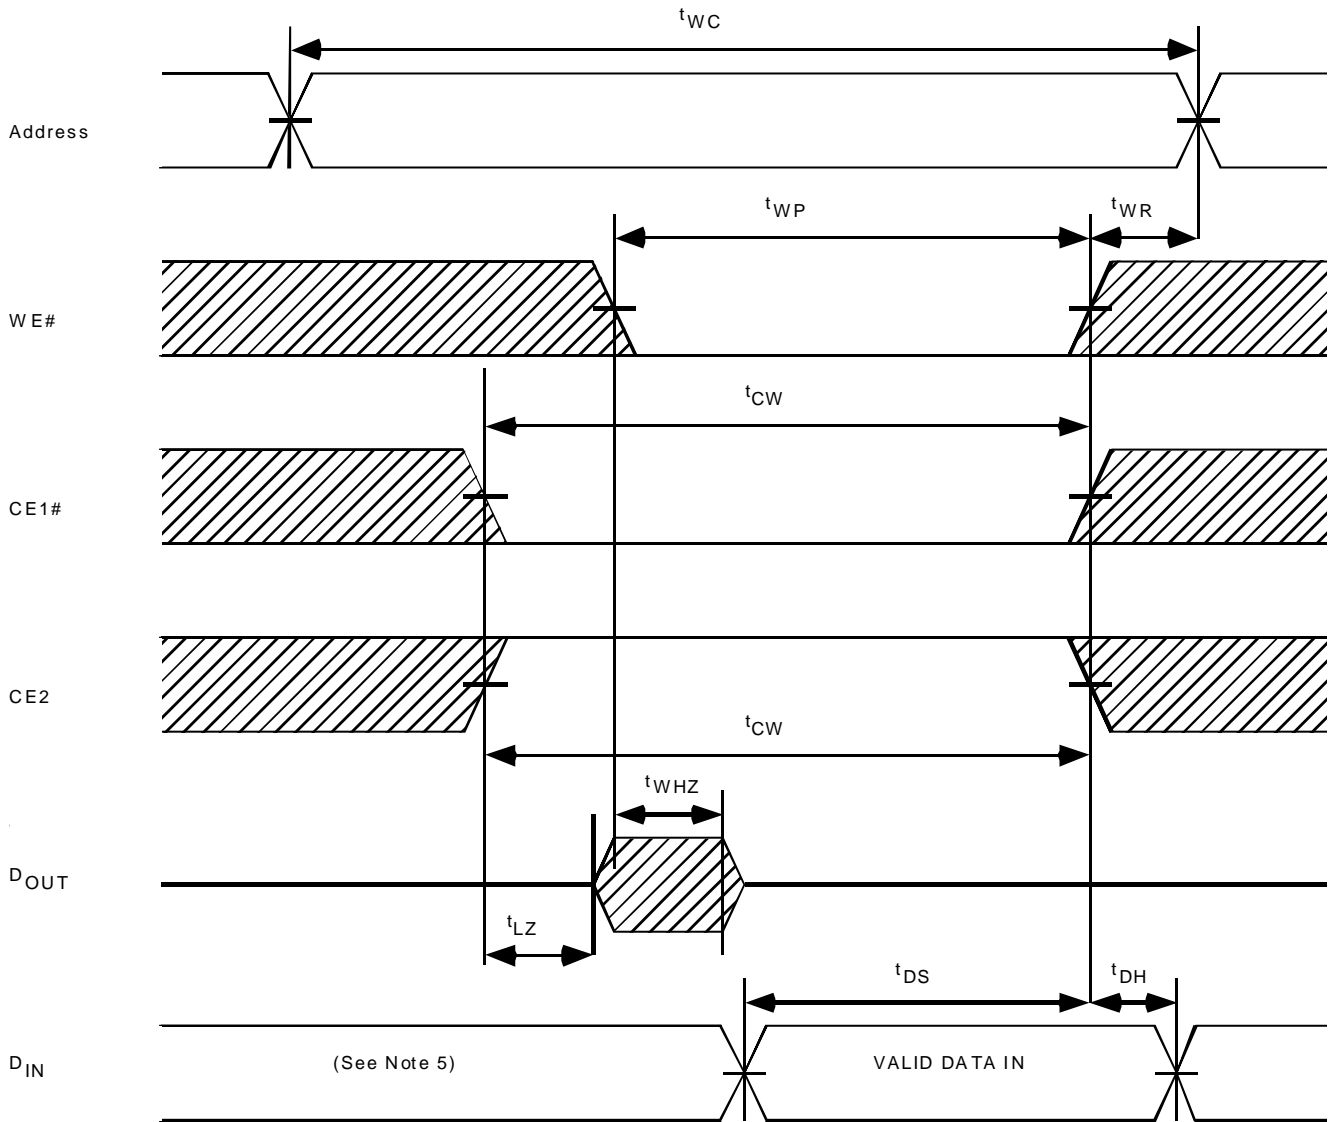 tWC
Address
tWP
tWR
WE#
tCW
CE1#
CE2
tCW
tWHZ
DOUT
tLZ
tDS
tDH
DIN
(See Note 5)
VALID DATA IN